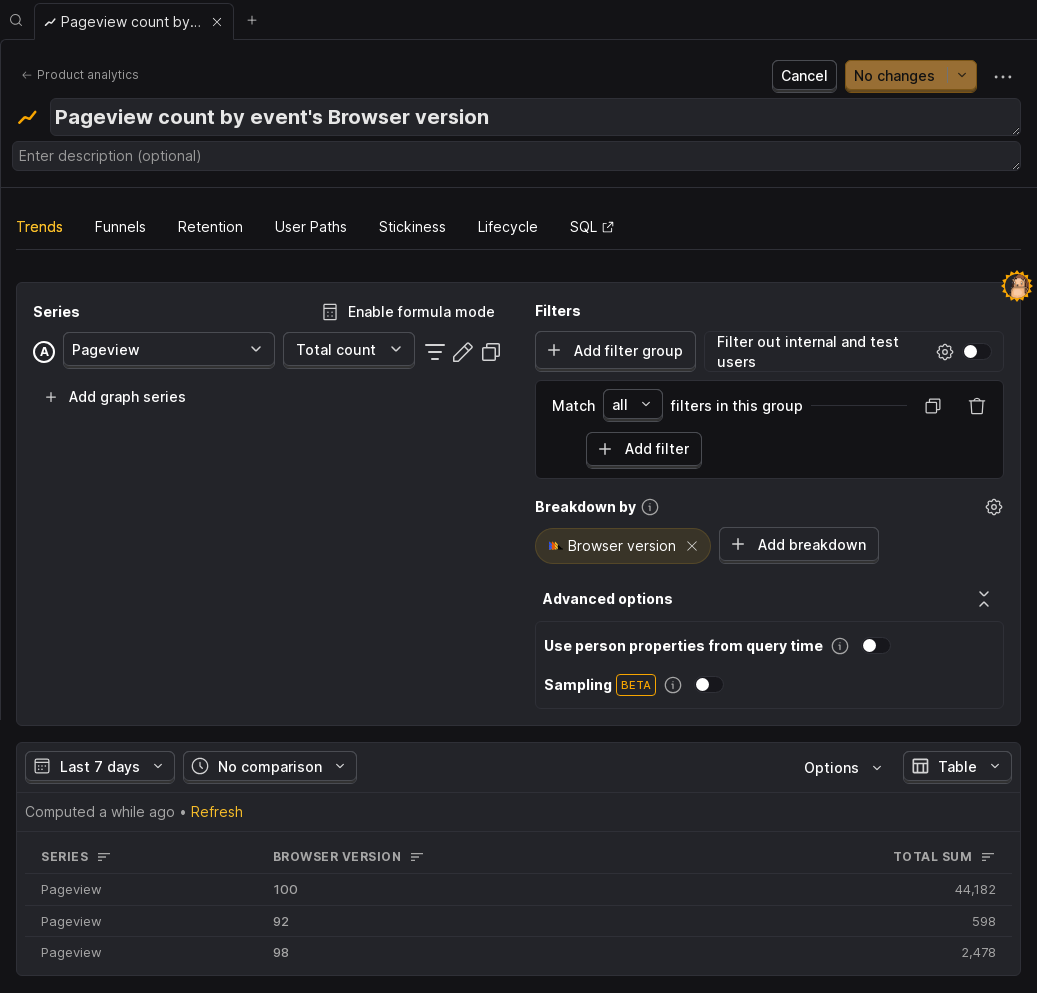 Pageview count by...
Product analytics
Cancel
No changes
Pageview count by event's Browser version
Enter description (optional)
Trends
Funnels
Retention
User Paths
Stickiness
Lifecycle
SQL
Series
Enable formula mode
A
Pageview
Total count
Add graph series
Filters
Add filter group
Filter out internal and test
users
Match all filters in this group
Add filter
Breakdown by
Browser version
Add breakdown
Advanced options
Use person properties from query time
Sampling BETA
Last 7 days
No comparison
Options
Table
Computed a while ago • Refresh
SERIES BROWSER VERSION TOTAL SUM
Pageview 100 44,182
Pageview 92 598
Pageview 98 2,478